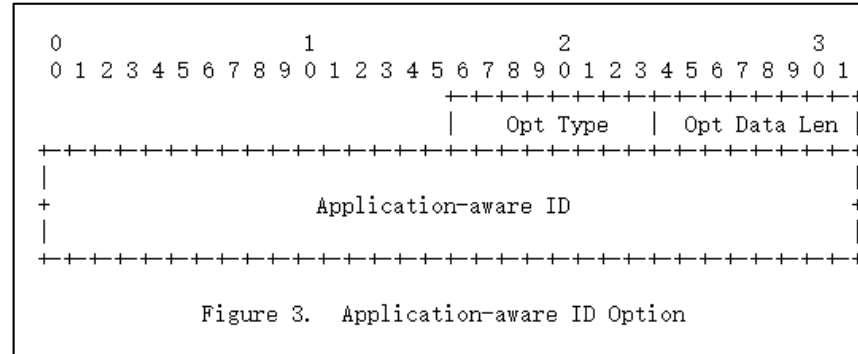 0                   1                   2                   3
0 1 2 3 4 5 6 7 8 9 0 1 2 3 4 5 6 7 8 9 0 1 2 3 4 5 6 7 8 9 0 1
+-+-+-+-+-+-+-+-+-+-+-+-+-+-+-+-+
|   Opt Type   |  Opt Data Len |
+-+-+-+-+-+-+-+-+-+-+-+-+-+-+-+-+-+-+-+-+-+-+-+-+-+-+-+-+-+-+-+-+
|                                                               |
+                      Application-aware ID                     +
|                                                               |
+-+-+-+-+-+-+-+-+-+-+-+-+-+-+-+-+-+-+-+-+-+-+-+-+-+-+-+-+-+-+-+-+
Figure 3.  Application-aware ID Option